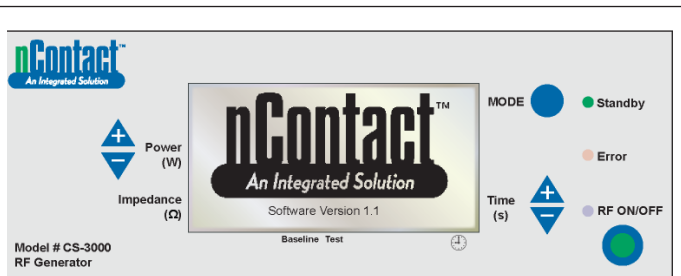 nContact™
An Integrated Solution
Power
(W)
Impedance
(Ω)
nContact™
An Integrated Solution
Software Version 1.1
Baseline Test
MODE
Time
(s)
Standby
Error
RF ON/OFF
Model # CS-3000
RF Generator